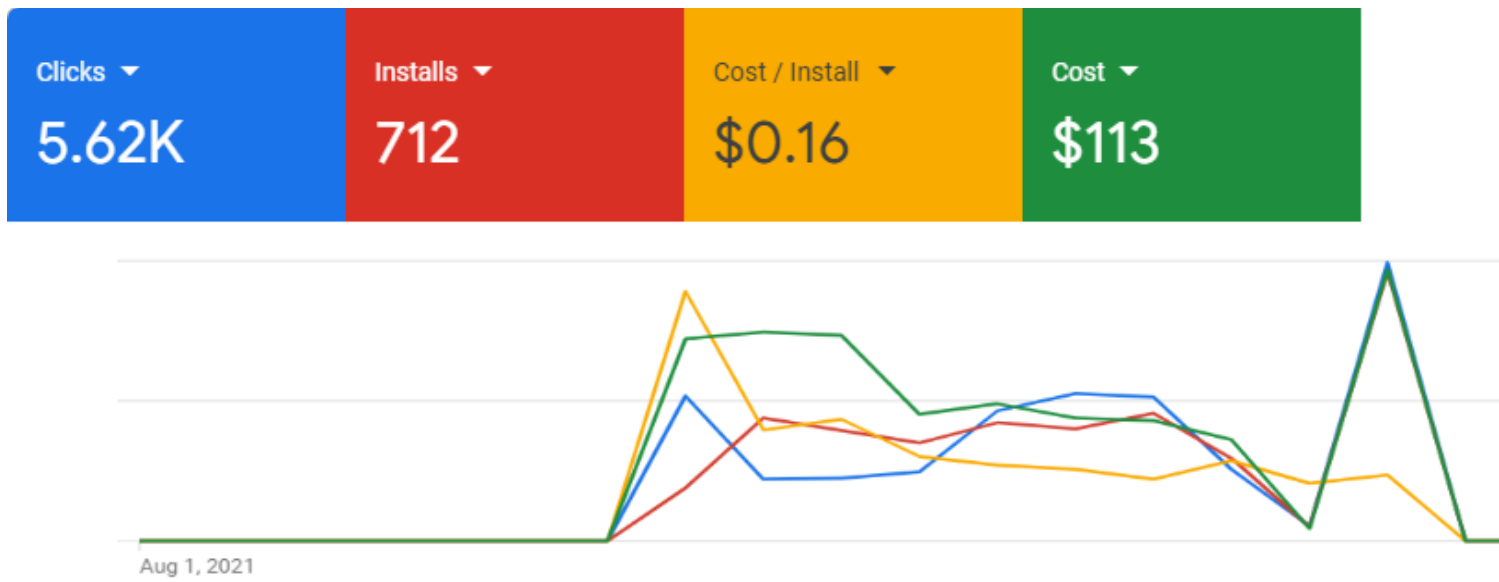 Clicks Installs Cost / Install Cost
5.62K 712 $0.16 $113
Aug 1, 2021